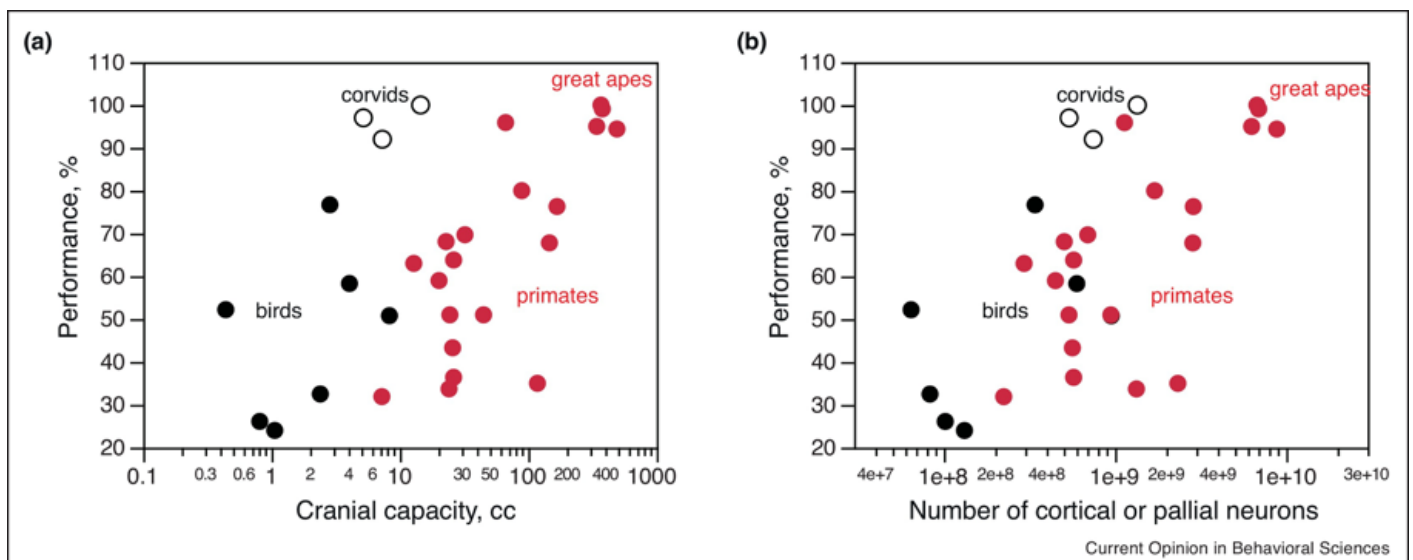 (a)
110
100
90
80
70
60
50
40
30
20
Performance, %
corvids
great apes
birds
primates
0.1 0.3 0.6 1 2 4 6 10 30 50 100 200 400 1000
Cranial capacity, cc
(b)
110
100
90
80
70
60
50
40
30
20
Performance, %
corvids
great apes
birds
primates
4e+7 1e+8 2e+8 4e+8 1e+9 2e+9 4e+9 1e+10 3e+10
Number of cortical or pallial neurons
Current Opinion in Behavioral Sciences